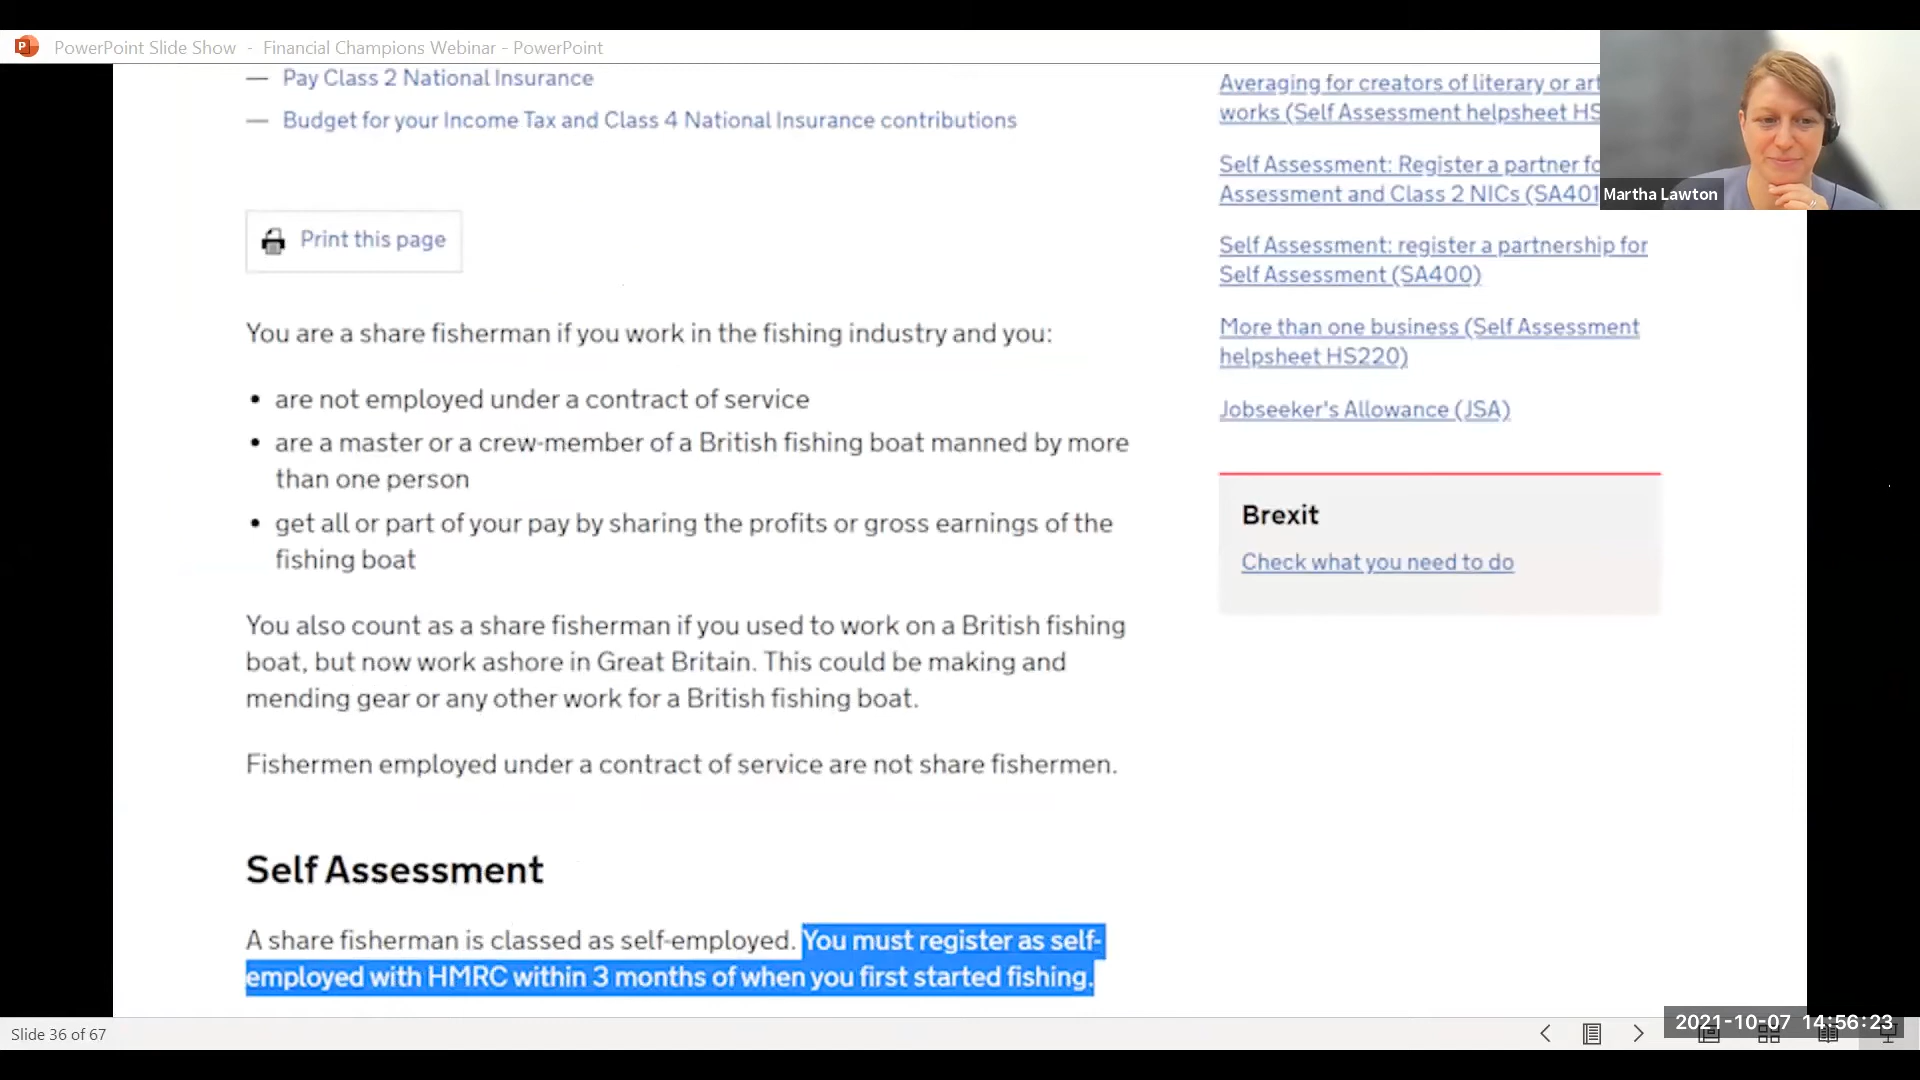 PowerPoint Slide Show - Financial Champions Webinar - PowerPoint
— Pay Class 2 National Insurance
— Budget for your Income Tax and Class 4 National Insurance contributions
Print this page
You are a share fisherman if you work in the fishing industry and you:
• are not employed under a contract of service
• are a master or a crew-member of a British fishing boat manned by more
than one person
• get all or part of your pay by sharing the profits or gross earnings of the
fishing boat
You also count as a share fisherman if you used to work on a British fishing
boat, but now work ashore in Great Britain. This could be making and
mending gear or any other work for a British fishing boat.
Fishermen employed under a contract of service are not share fishermen.
Self Assessment
A share fisherman is classed as self-employed. You must register as self-
employed with HMRC within 3 months of when you first started fishing.
Averaging for creators of literary or
works (Self Assessment helpsheet
Self Assessment: Register a partner
Assessment and Class 2 NICs (SA401
Self Assessment: register a partnership for
Self Assessment (SA400)
More than one business (Self Assessment
helpsheet HS220)
Jobseeker's Allowance (JSA)
Brexit
Check what you need to do
Martha Lawton
Slide 36 of 67
2021-10-07 14:56:23